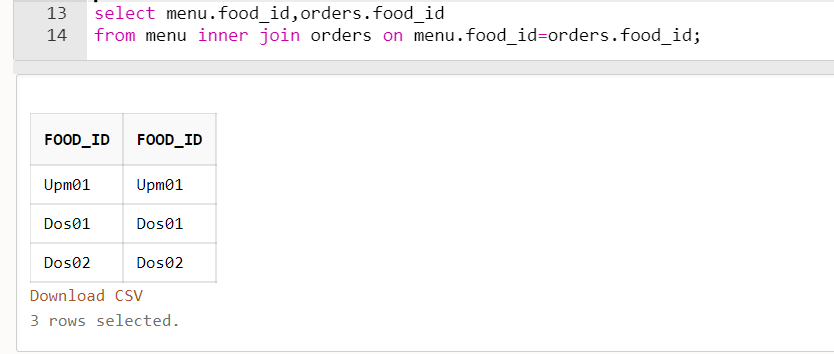 13 select menu.food_id,orders.food_id
14 from menu inner join orders on menu.food_id=orders.food_id;
FOOD_ID FOOD_ID
Upm01 Upm01
Dos01 Dos01
Dos02 Dos02
Download CSV
3 rows selected.